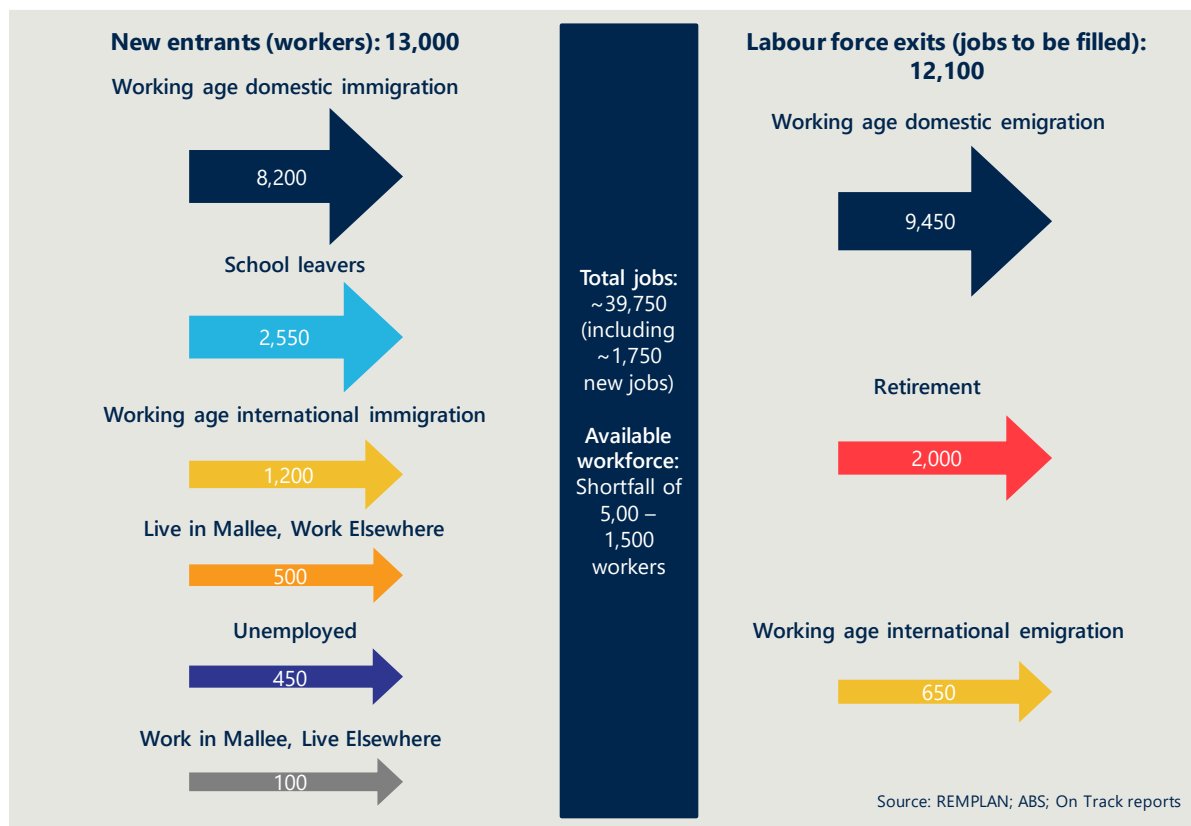 New entrants (workers): 13,000
Working age domestic immigration
8,200
School leavers
2,550
Working age international immigration
1,200
Live in Mallee, Work Elsewhere
500
Unemployed
450
Work in Mallee, Live Elsewhere
100
Total jobs:
~39,750
(including
~1,750
new jobs)
Available
workforce:
Shortfall of
5,00 –
1,500
workers
Labour force exits (jobs to be filled):
12,100
Working age domestic emigration
9,450
Retirement
2,000
Working age international emigration
650
Source: REMPLAN; ABS; On Track reports